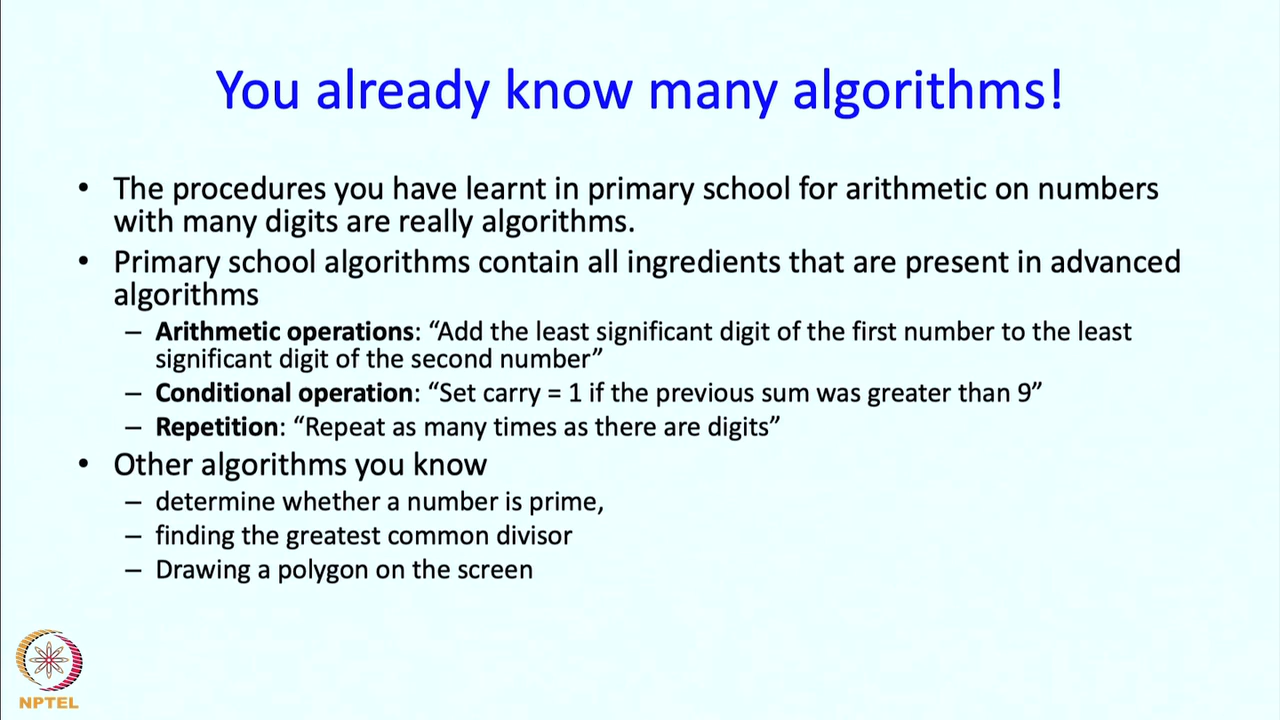 You already know many algorithms!
• The procedures you have learnt in primary school for arithmetic on numbers
with many digits are really algorithms.
• Primary school algorithms contain all ingredients that are present in advanced
algorithms
– Arithmetic operations: “Add the least significant digit of the first number to the least
significant digit of the second number”
– Conditional operation: “Set carry = 1 if the previous sum was greater than 9”
– Repetition: “Repeat as many times as there are digits”
• Other algorithms you know
– determine whether a number is prime,
– finding the greatest common divisor
– Drawing a polygon on the screen
NPTEL